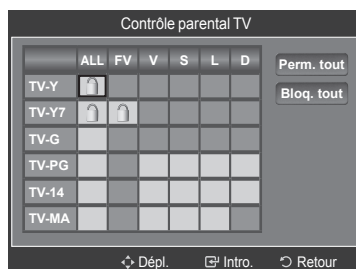 Contrôle parental TV
ALL FV V S L D
TV-Y
TV-Y7
TV-G
TV-PG
TV-14
TV-MA
Perm. tout
Bloq. tout
Dépl. Intro. Retour